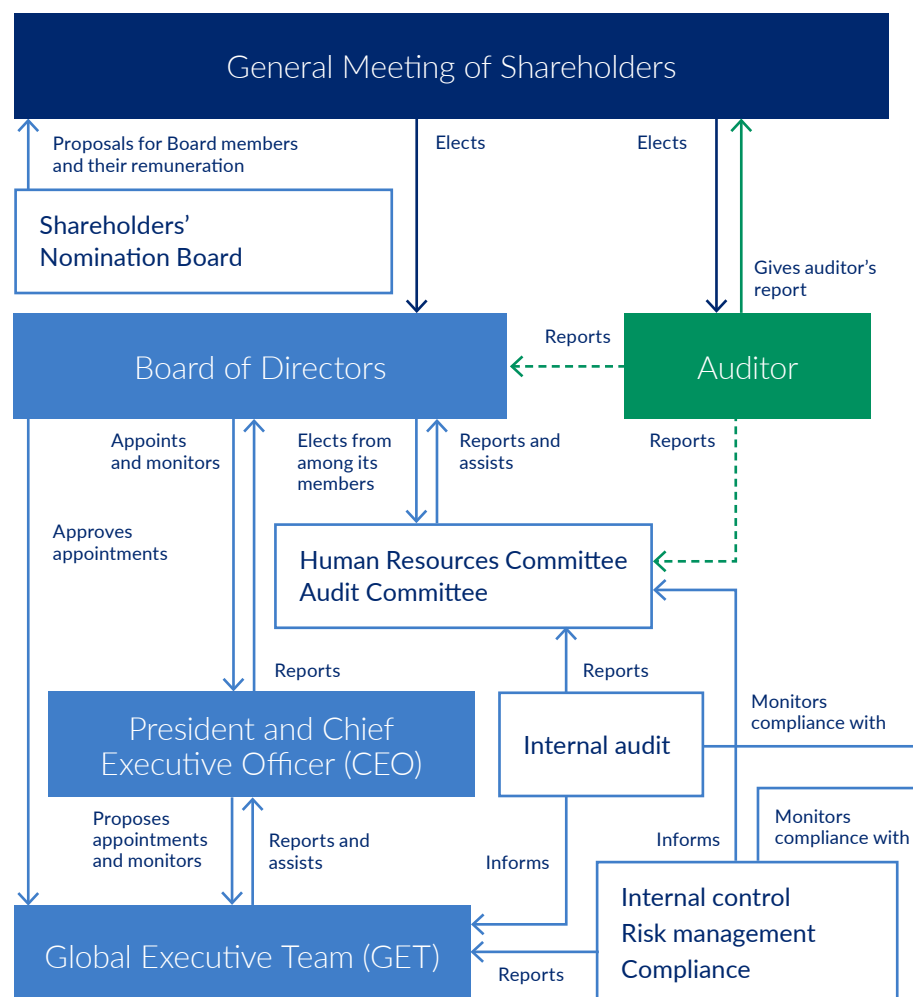 General Meeting of Shareholders
Proposals for Board members
and their remuneration
Elects
Elects
Shareholders’
Nomination Board
Gives auditor’s
report
Board of Directors
Reports
Auditor
Appoints
and monitors
Elects from
among its
members
Reports and
assists
Reports
Approves
appointments
Human Resources Committee
Audit Committee
Reports
Reports
President and Chief
Executive Officer (CEO)
Internal audit
Monitors
compliance with
Proposes
appointments
and monitors
Reports and
assists
Informs
Informs
Monitors
compliance with
Internal control
Risk management
Compliance
Global Executive Team (GET)
Reports